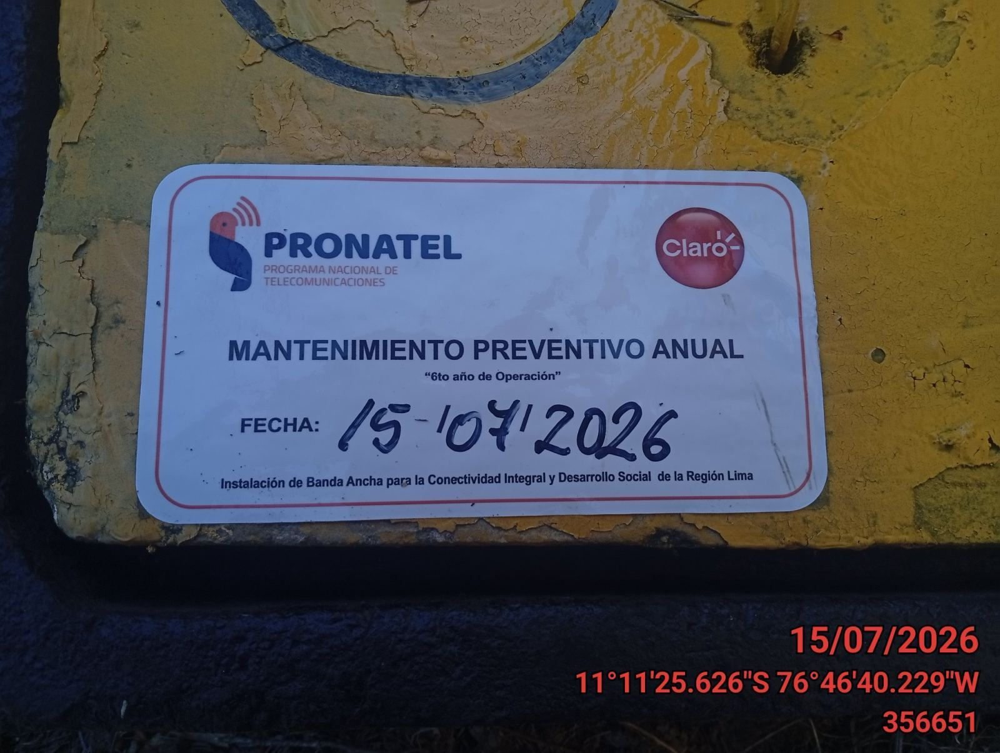 PRONATEL
PROGRAMA NACIONAL DE
TELECOMUNICACIONES
Claro
MANTENIMIENTO PREVENTIVO ANUAL
“6to año de Operación”
FECHA: 15-/07/2026
Instalación de Banda Ancha para la Conectividad Integral y Desarrollo Social de la Región Lima
15/07/2026
11°11'25.626"S 76°46'40.229"W
356651